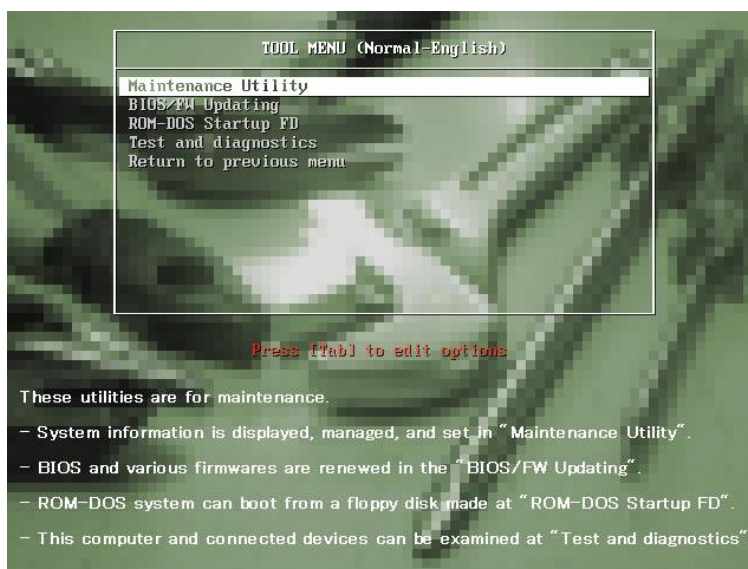 TOOL MENU (Normal-English)
Maintenance Utility
BIOS/FW Updating
ROM-DOS Startup FD
Test and diagnostics
Return to previous menu
Press [Tab] to edit options
These utilities are for maintenance.
- System information is displayed, managed, and set in "Maintenance Utility".
- BIOS and various firmwares are renewed in the "BIOS/FW Updating".
- ROM-DOS system can boot from a floppy disk made at "ROM-DOS Startup FD".
- This computer and connected devices can be examined at "Test and diagnostics"